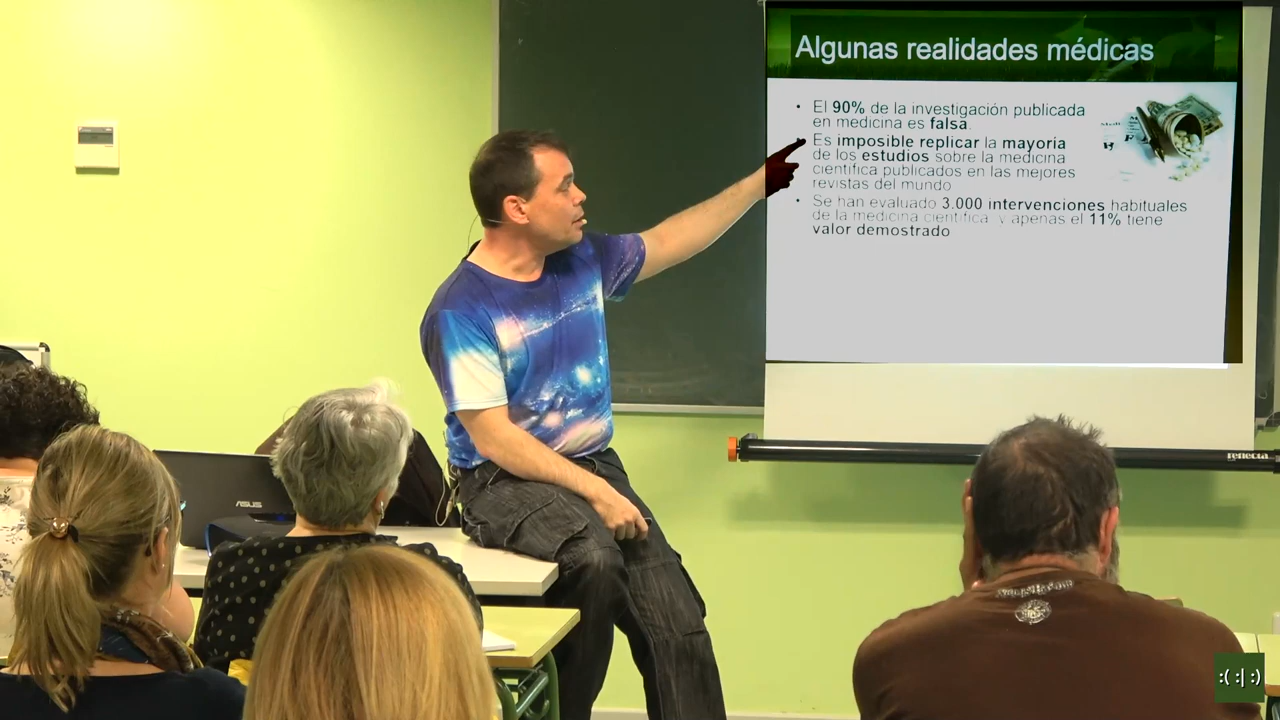 Algunas realidades médicas
• El 90% de la investigación publicada
en medicina es falsa.
• Es imposible replicar la mayoría
de los estudios sobre la medicina
científica publicados en las mejores
revistas del mundo
• Se han evaluado 3.000 intervenciones habituales
de la medicina científica y apenas el 11% tiene
valor demostrado
ASUS
reflecta
:( :| :)